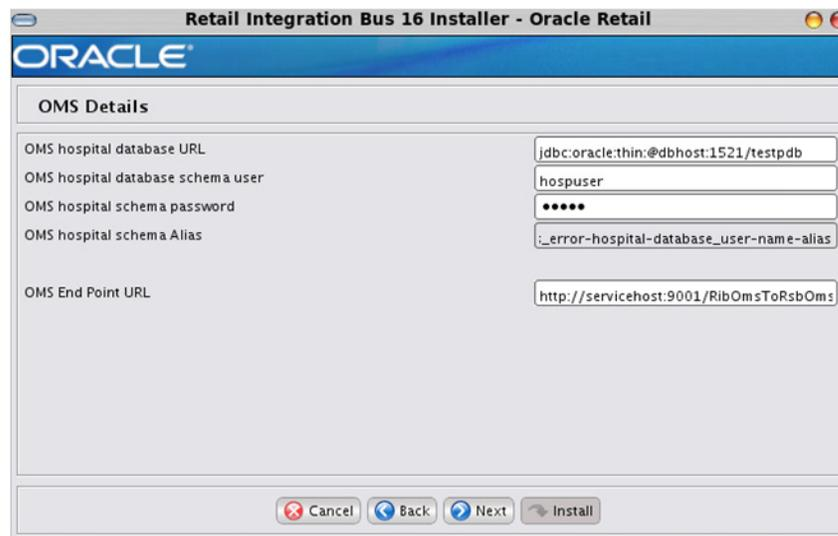 Retail Integration Bus 16 Installer - Oracle Retail
ORACLE®
OMS Details
OMS hospital database URL jdbc:oracle:thin:@dbhost:1521/testpdb
OMS hospital database schema user hospuser
OMS hospital schema password •••••
OMS hospital schema Alias :_error-hospital-database_user-name-alias
OMS End Point URL http://servicehost:9001/RibOmsToRsbOms
Cancel Back Next Install